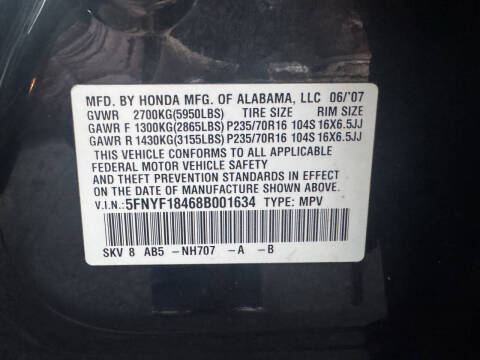 MFD. BY HONDA MFG. OF ALABAMA, LLC 06/'07
GVWR 2700KG(5950LBS) TIRE SIZE RIM SIZE
GAWR F 1300KG(2865LBS) P235/70R16 104S 16X6.5JJ
GAWR R 1430KG(3155LBS) P235/70R16 104S 16X6.5JJ
THIS VEHICLE CONFORMS TO ALL APPLICABLE
FEDERAL MOTOR VEHICLE SAFETY
AND THEFT PREVENTION STANDARDS IN EFFECT
ON THE DATE OF MANUFACTURE SHOWN ABOVE.
V.I.N.: 5FNYF18468B001634 TYPE: MPV
SKV 8 AB5 -NH707 -A -B